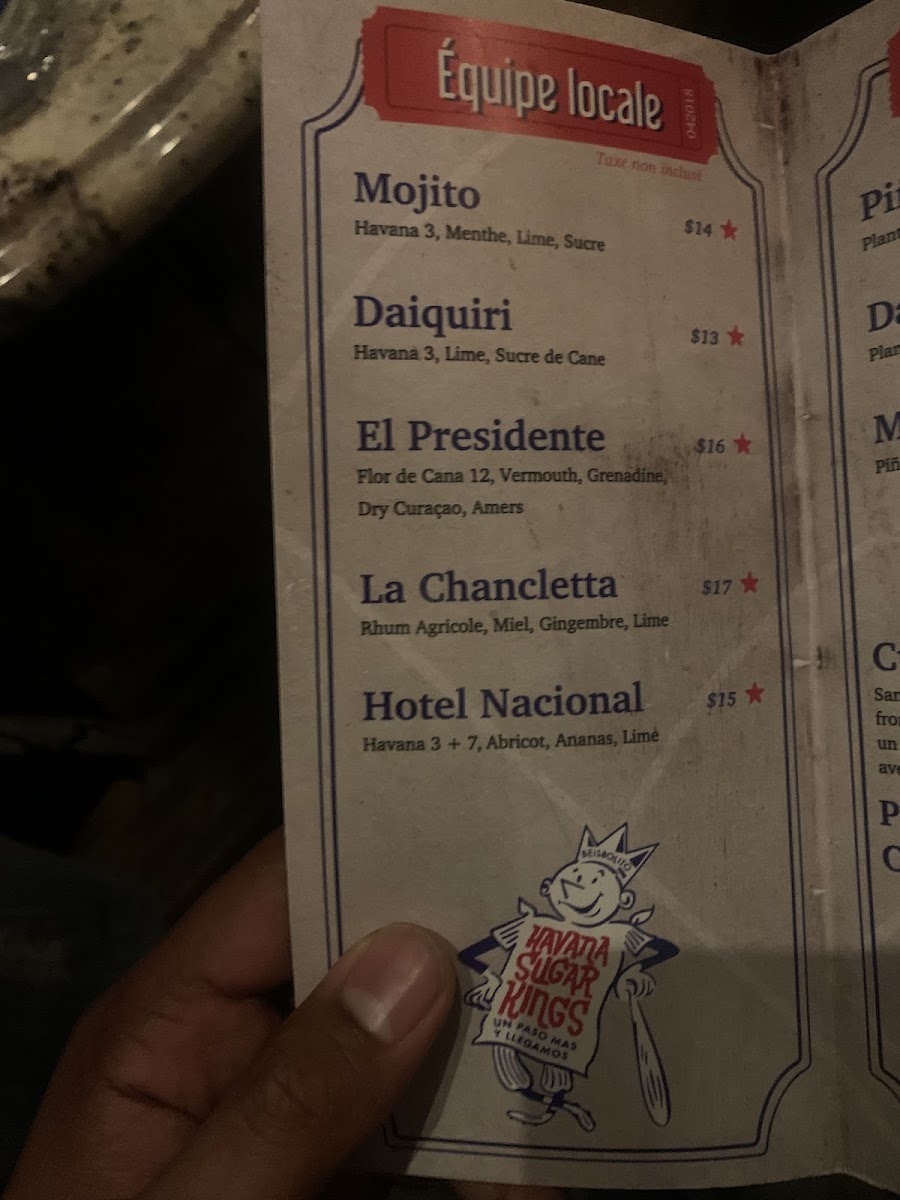 Équipe locale
042018
Taxe non incluse
Mojito
$14
Havana 3, Menthe, Lime, Sucre
Daiquiri
$13
Havana 3, Lime, Sucre de Cane
El Presidente
$16
Flor de Cana 12, Vermouth, Grenadine,
Dry Curaçao, Amers
La Chancletta
$17
Rhum Agricole, Miel, Gingembre, Lime
Hotel Nacional
$15
Havana 3 + 7, Abricot, Ananas, Lime
BEISBOLITO
HAVANA
SUGAR
KINGS
UN PASO MAS
Y LLEGAMOS
un